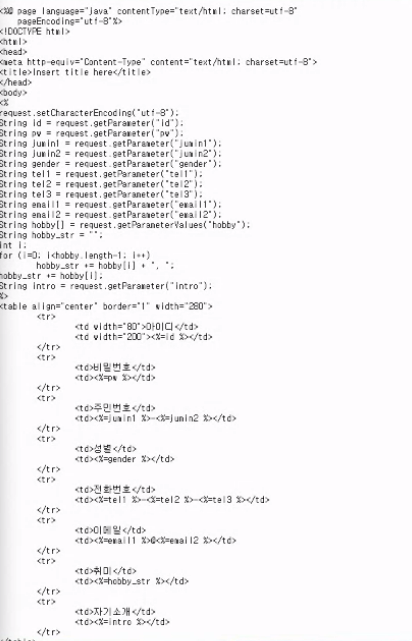 <%@ page language="java" contentType="text/html; charset=utf-8"
    pageEncoding="utf-8"%>
<!DOCTYPE html>
<html>
<head>
<meta http-equiv="Content-Type" content="text/html; charset=utf-8">
<title>Insert title here</title>
</head>
<body>
<%
request.setCharacterEncoding("utf-8");
String id = request.getParameter("id");
String pw = request.getParameter("pw");
String jumin1 = request.getParameter("jumin1");
String jumin2 = request.getParameter("jumin2");
String gender = request.getParameter("gender");
String tel1 = request.getParameter("tel1");
String tel2 = request.getParameter("tel2");
String tel3 = request.getParameter("tel3");
String email1 = request.getParameter("email1");
String email2 = request.getParameter("email2");
String hobby[] = request.getParameterValues("hobby");
String hobby_str = "";
int i;
for (i=0; i<hobby.length-1; i++)
        hobby_str += hobby[i] + ", ";
hobby_str += hobby[i];
String intro = request.getParameter("intro");
%>
<table align="center" border="1" width="280">
        <tr>
                <td width="80">아이디</td>
                <td width="200"><%=id %></td>
        </tr>
        <tr>
                <td>비밀번호</td>
                <td><%=pw %></td>
        </tr>
        <tr>
                <td>주민번호</td>
                <td><%=jumin1 %>-<%=jumin2 %></td>
        </tr>
        <tr>
                <td>성별</td>
                <td><%=gender %></td>
        </tr>
        <tr>
                <td>전화번호</td>
                <td><%=tel1 %>-<%=tel2 %>-<%=tel3 %></td>
        </tr>
        <tr>
                <td>이메일</td>
                <td><%=email1 %>@<%=email2 %></td>
        </tr>
        <tr>
                <td>취미</td>
                <td><%=hobby_str %></td>
        </tr>
        <tr>
                <td>자기소개</td>
                <td><%=intro %></td>
        </tr>